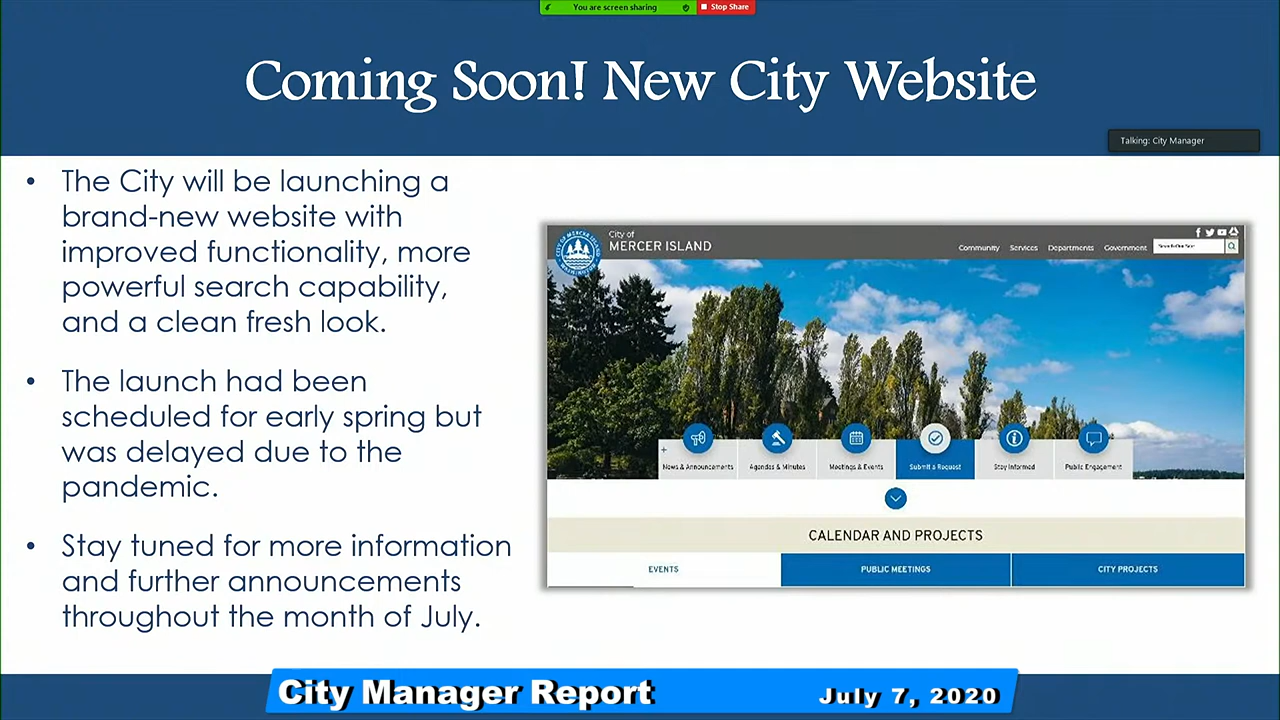 You are screen sharing
Stop Share
Coming Soon! New City Website
Talking: City Manager
• The City will be launching a
brand-new website with
improved functionality, more
powerful search capability,
and a clean fresh look.
• The launch had been
scheduled for early spring but
was delayed due to the
pandemic.
• Stay tuned for more information
and further announcements
throughout the month of July.
City of
MERCER ISLAND
CITY OF MERCER ISLAND
WASHINGTON
Community Services Departments Government
News & Announcements
Agendas & Minutes
Meetings & Events
Submit a Request
Stay Informed
Public Engagement
CALENDAR AND PROJECTS
EVENTS
PUBLIC MEETINGS
CITY PROJECTS
City Manager Report
July 7, 2020